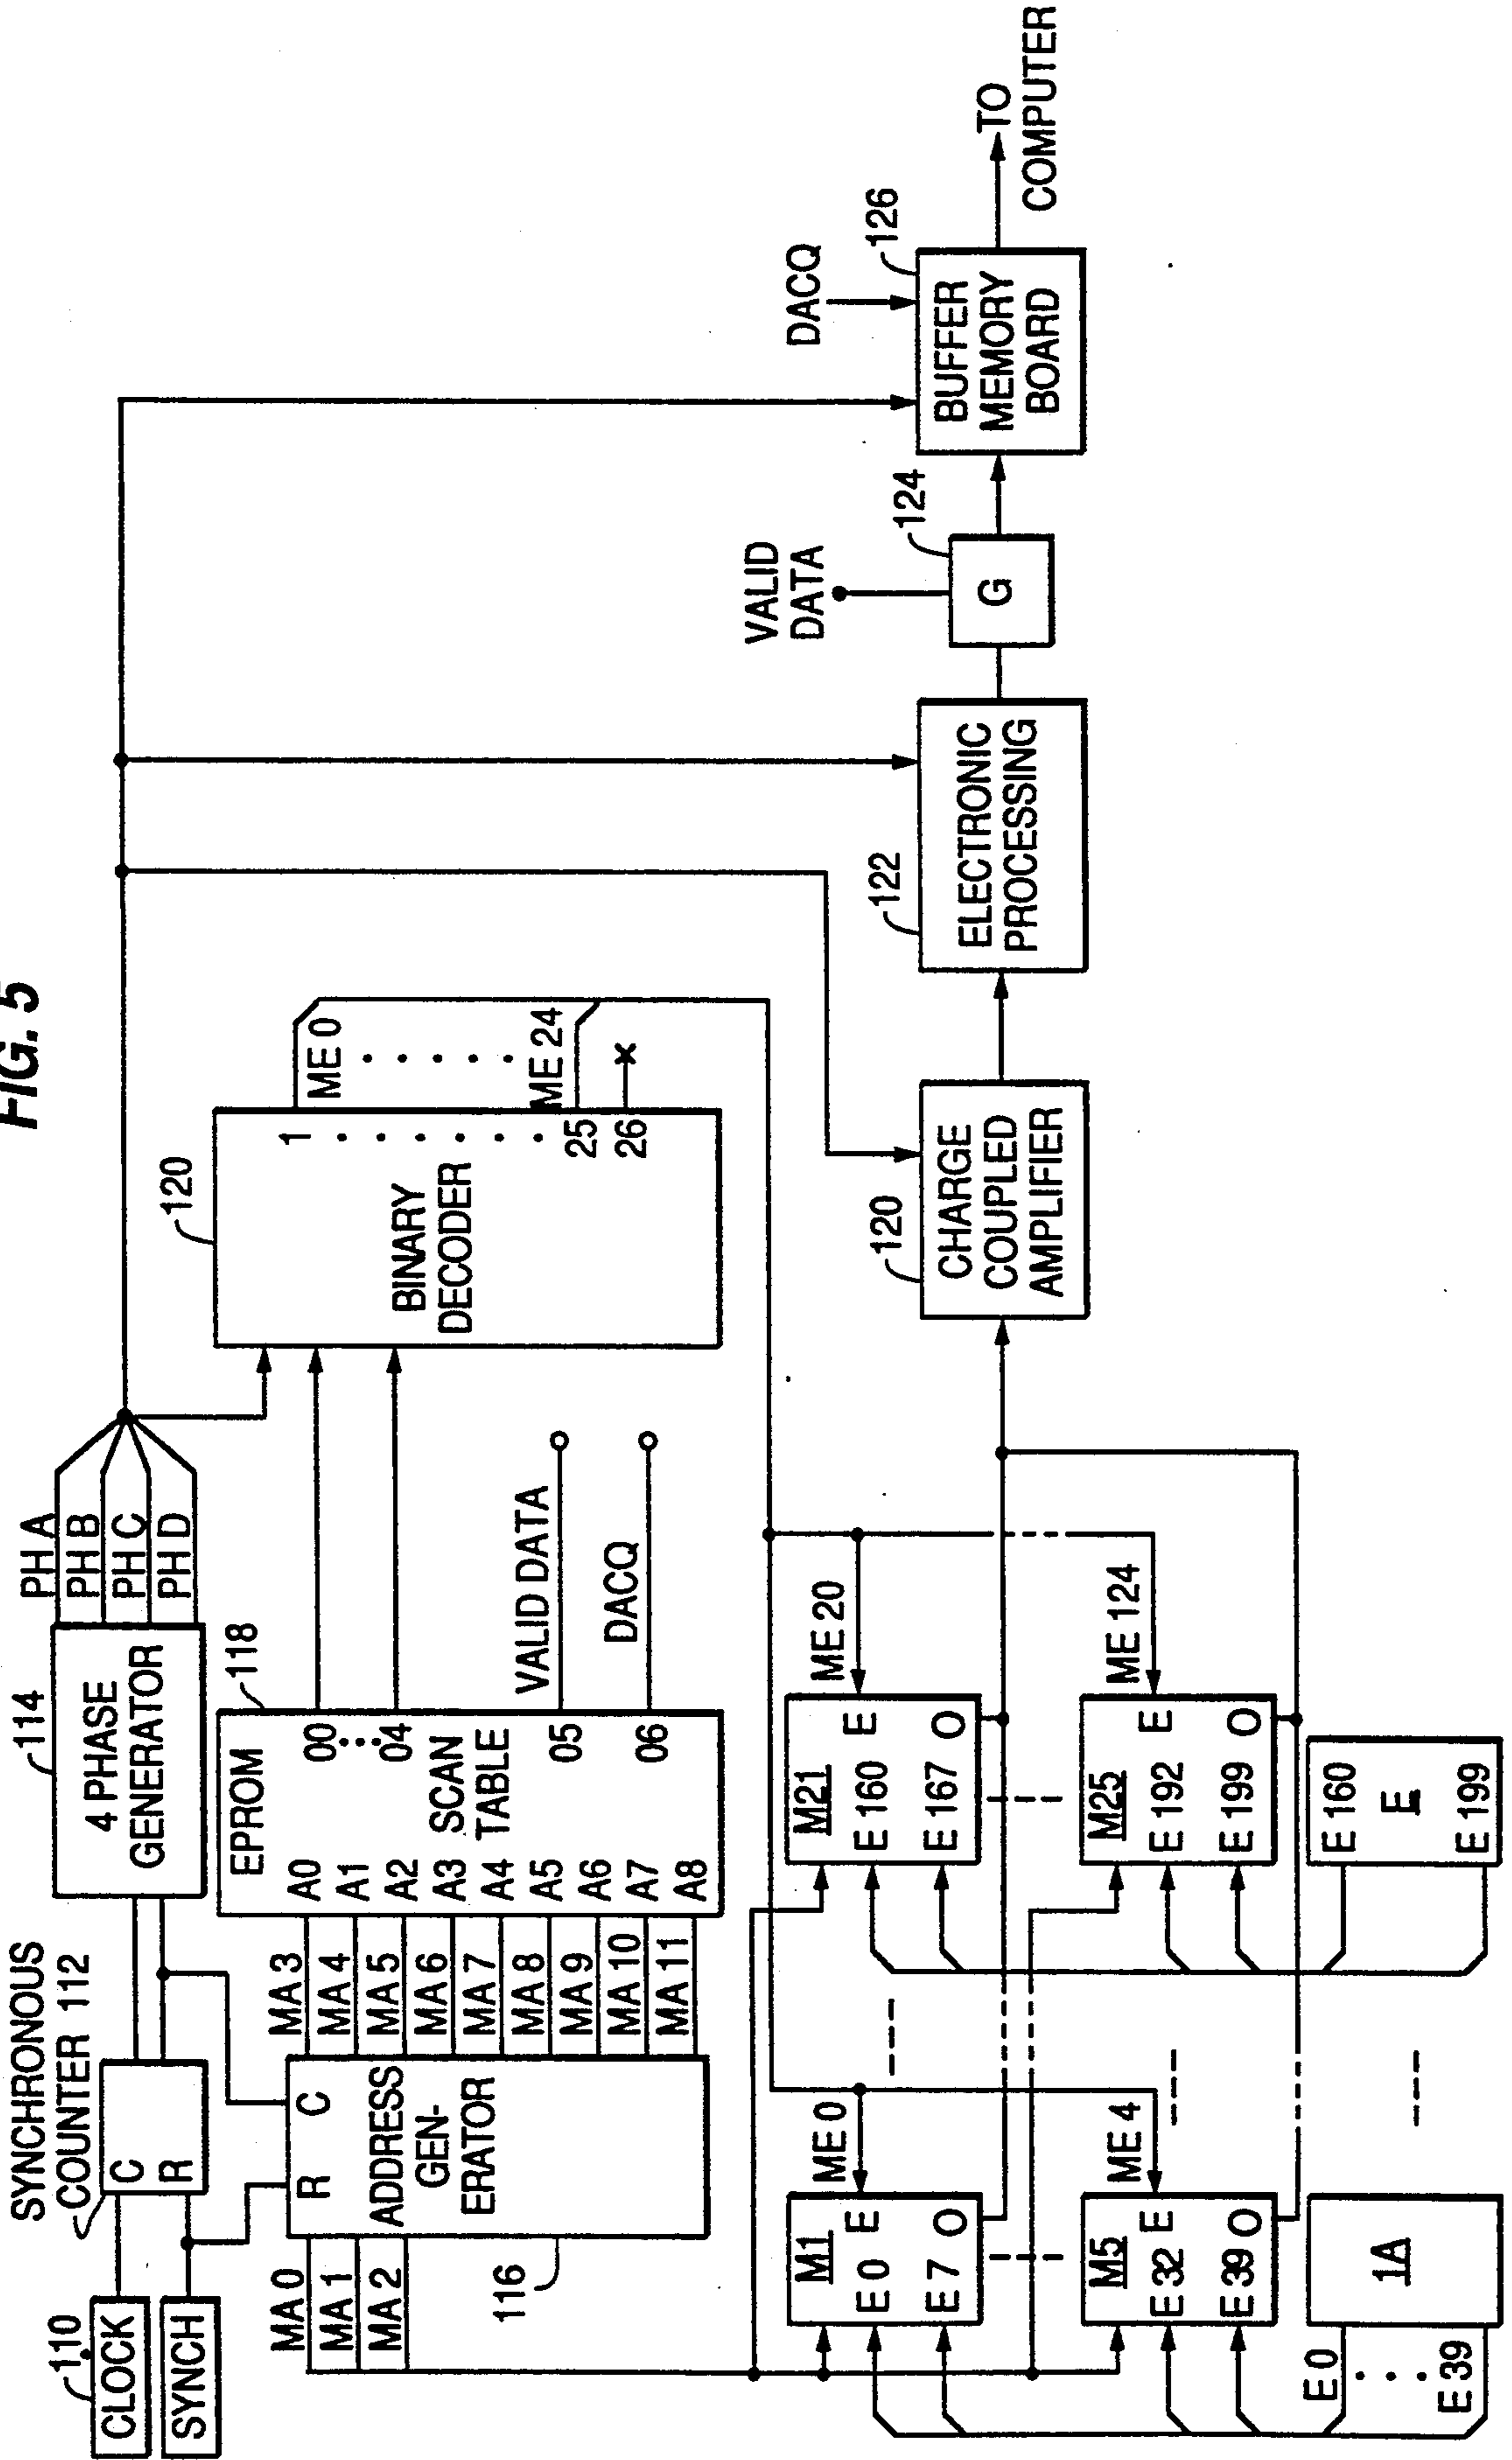 FIG. 5
110
CLOCK
SYNCH
SYNCHRONOUS
COUNTER 112
C
R
114
4 PHASE
GENERATOR
PH A
PH B
PH C
PH D
MA 0
MA 1
MA 2
116
R
C
ADDRESS
GEN-
ERATOR
MA 3
MA 4
MA 5
MA 6
MA 7
MA 8
MA 9
MA 10
MA 11
118
EPROM
A0
A1
A2
A3
A4
A5
A6
A7
A8
SCAN
TABLE
00
04
05
06
VALID DATA
DACQ
120
BINARY
DECODER
1
25
26
ME 0
ME 24
M1
E 0
E
E 7
O
ME 0
M5
E 32
E
E 39
O
ME 4
M21
E 160
E
E 167
O
ME 20
M25
E 192
E
E 199
O
ME 124
1A
E 0
E 39
E 160
E
E 199
120
CHARGE
COUPLED
AMPLIFIER
122
ELECTRONIC
PROCESSING
VALID
DATA
124
G
DACQ
126
BUFFER
MEMORY
BOARD
TO
COMPUTER